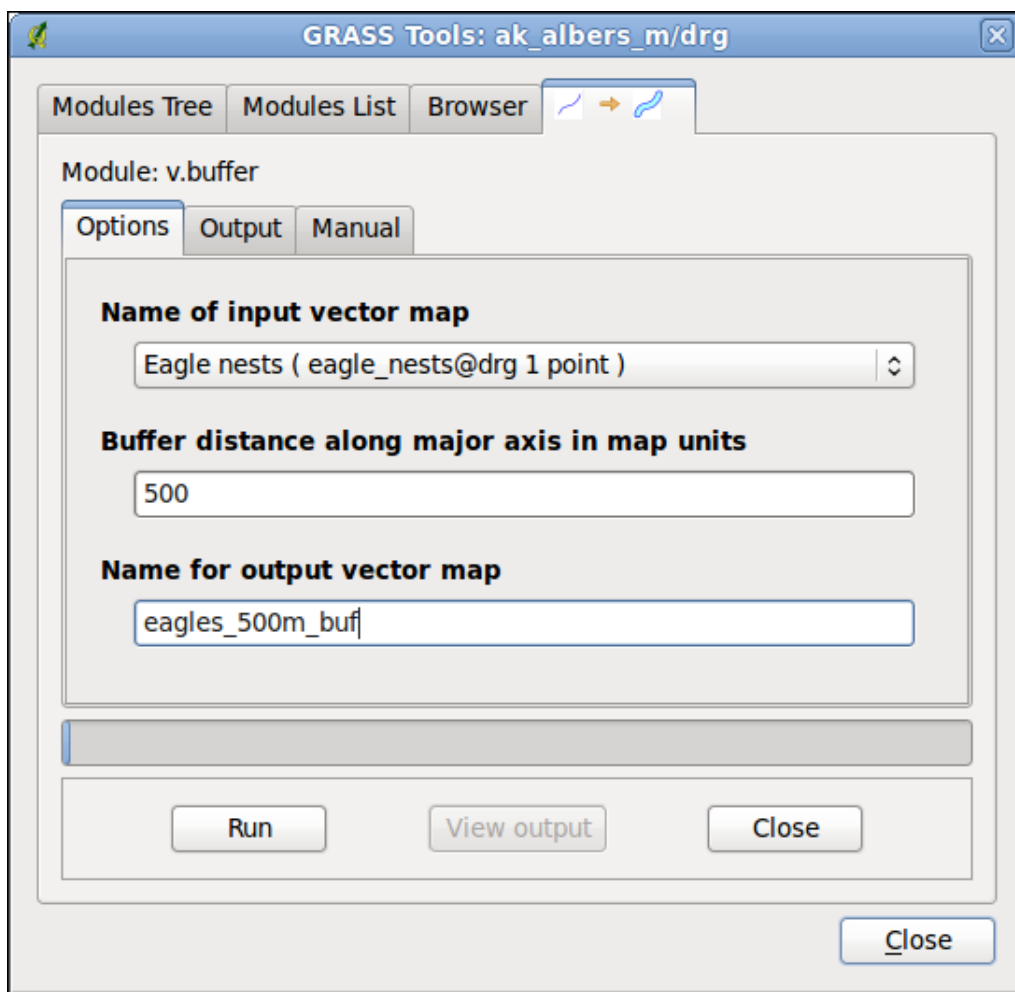 GRASS Tools: ak_albers_m/drg
Modules Tree Modules List Browser
Module: v.buffer
Options Output Manual
Name of input vector map
Eagle nests ( eagle_nests@drg 1 point )
Buffer distance along major axis in map units
500
Name for output vector map
eagles_500m_buf
Run View output Close
Close